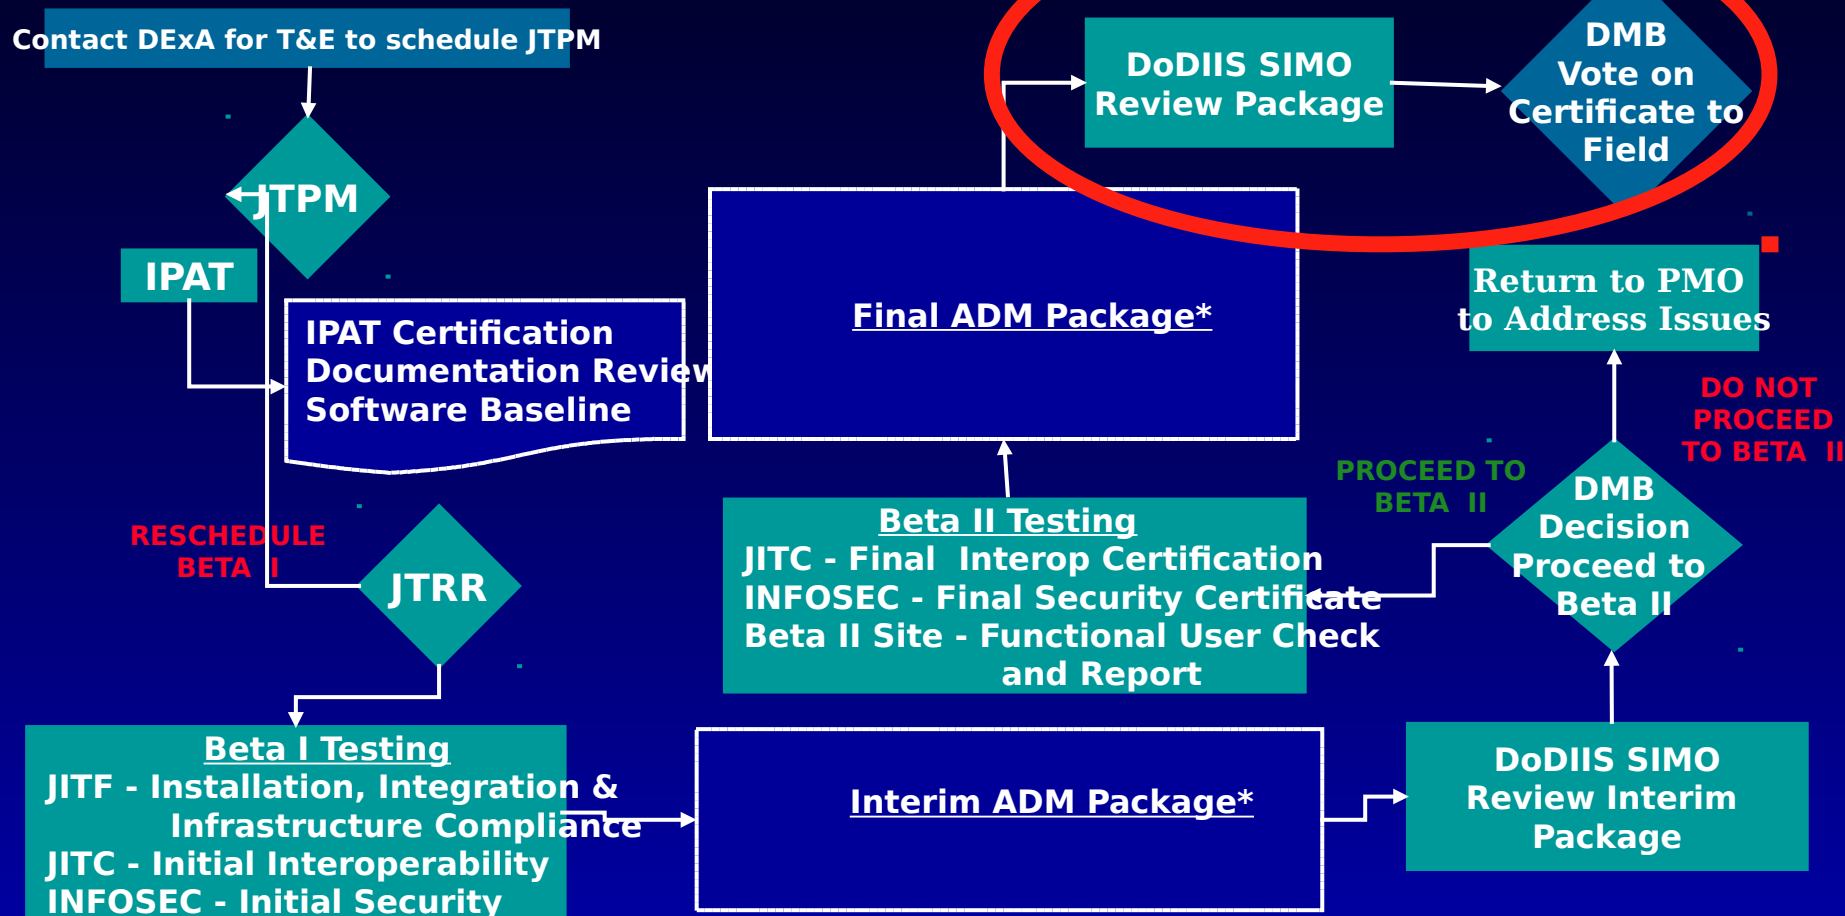 Contact DExA for T&E to schedule JTPM
JTPM
IPAT
IPAT Certification
Documentation Review
Software Baseline
RESCHEDULE
BETA I
JTRR
Beta I Testing
JITF - Installation, Integration &
Infrastructure Compliance
JITC - Initial Interoperability
INFOSEC - Initial Security
Interim ADM Package*
DoDIIS SIMO
Review Interim
Package
DMB
Decision
Proceed to
Beta II
DO NOT
PROCEED
TO BETA II
Return to PMO
to Address Issues
PROCEED TO
BETA II
Beta II Testing
JITC - Final Interop Certification
INFOSEC - Final Security Certificate
Beta II Site - Functional User Check
and Report
Final ADM Package*
DoDIIS SIMO
Review Package
DMB
Vote on
Certificate to
Field